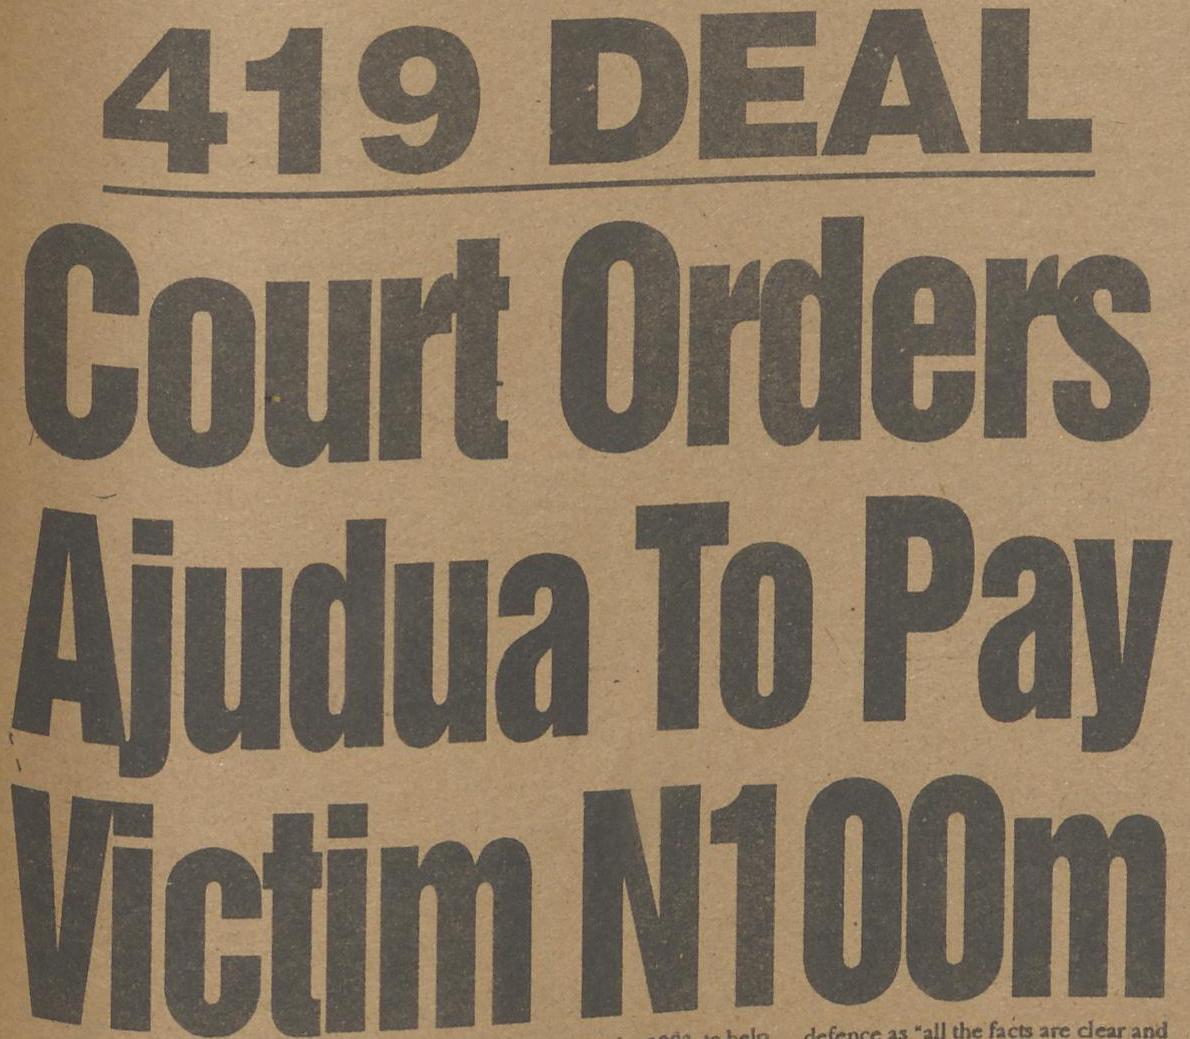 419 DEAL
Court Orders
Ajudua To Pay
Victim N100m
to help
defence as "all the facts are clear and